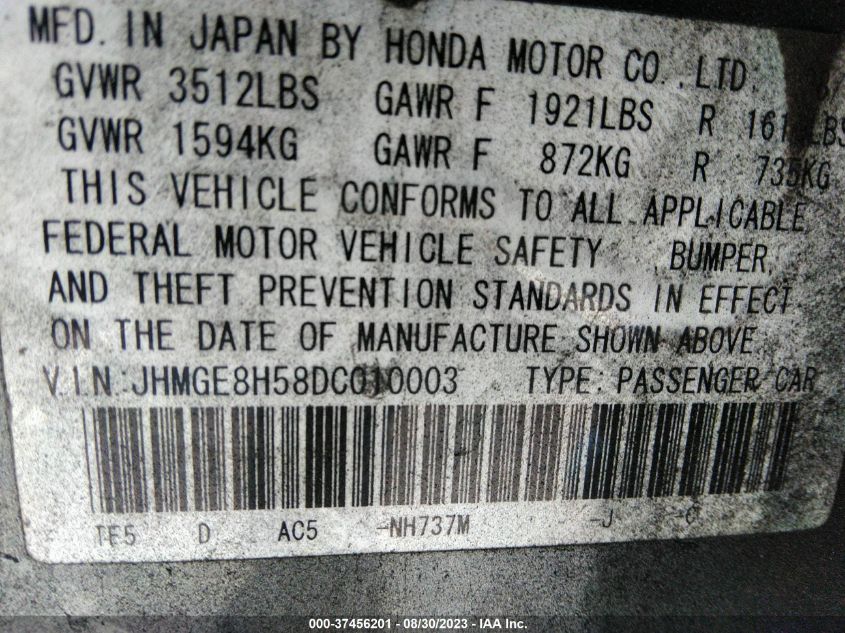 MFD. IN JAPAN BY HONDA MOTOR CO.,LTD.
GVWR 3512LBS GAWR F 1921LBS R
GVWR 1594KG GAWR F 872KG R 735KG
THIS VEHICLE CONFORMS TO ALL APPLICABLE
FEDERAL MOTOR VEHICLE SAFETY BUMPER,
AND THEFT PREVENTION STANDARDS IN EFFECT
ON THE DATE OF MANUFACTURE SHOWN ABOVE
V.I.N:JHMGE8H58DC010003 TYPE:PASSENGER CAR
D AC5 -NH737M -J
000-37456201 - 08/30/2023 - IAA Inc.